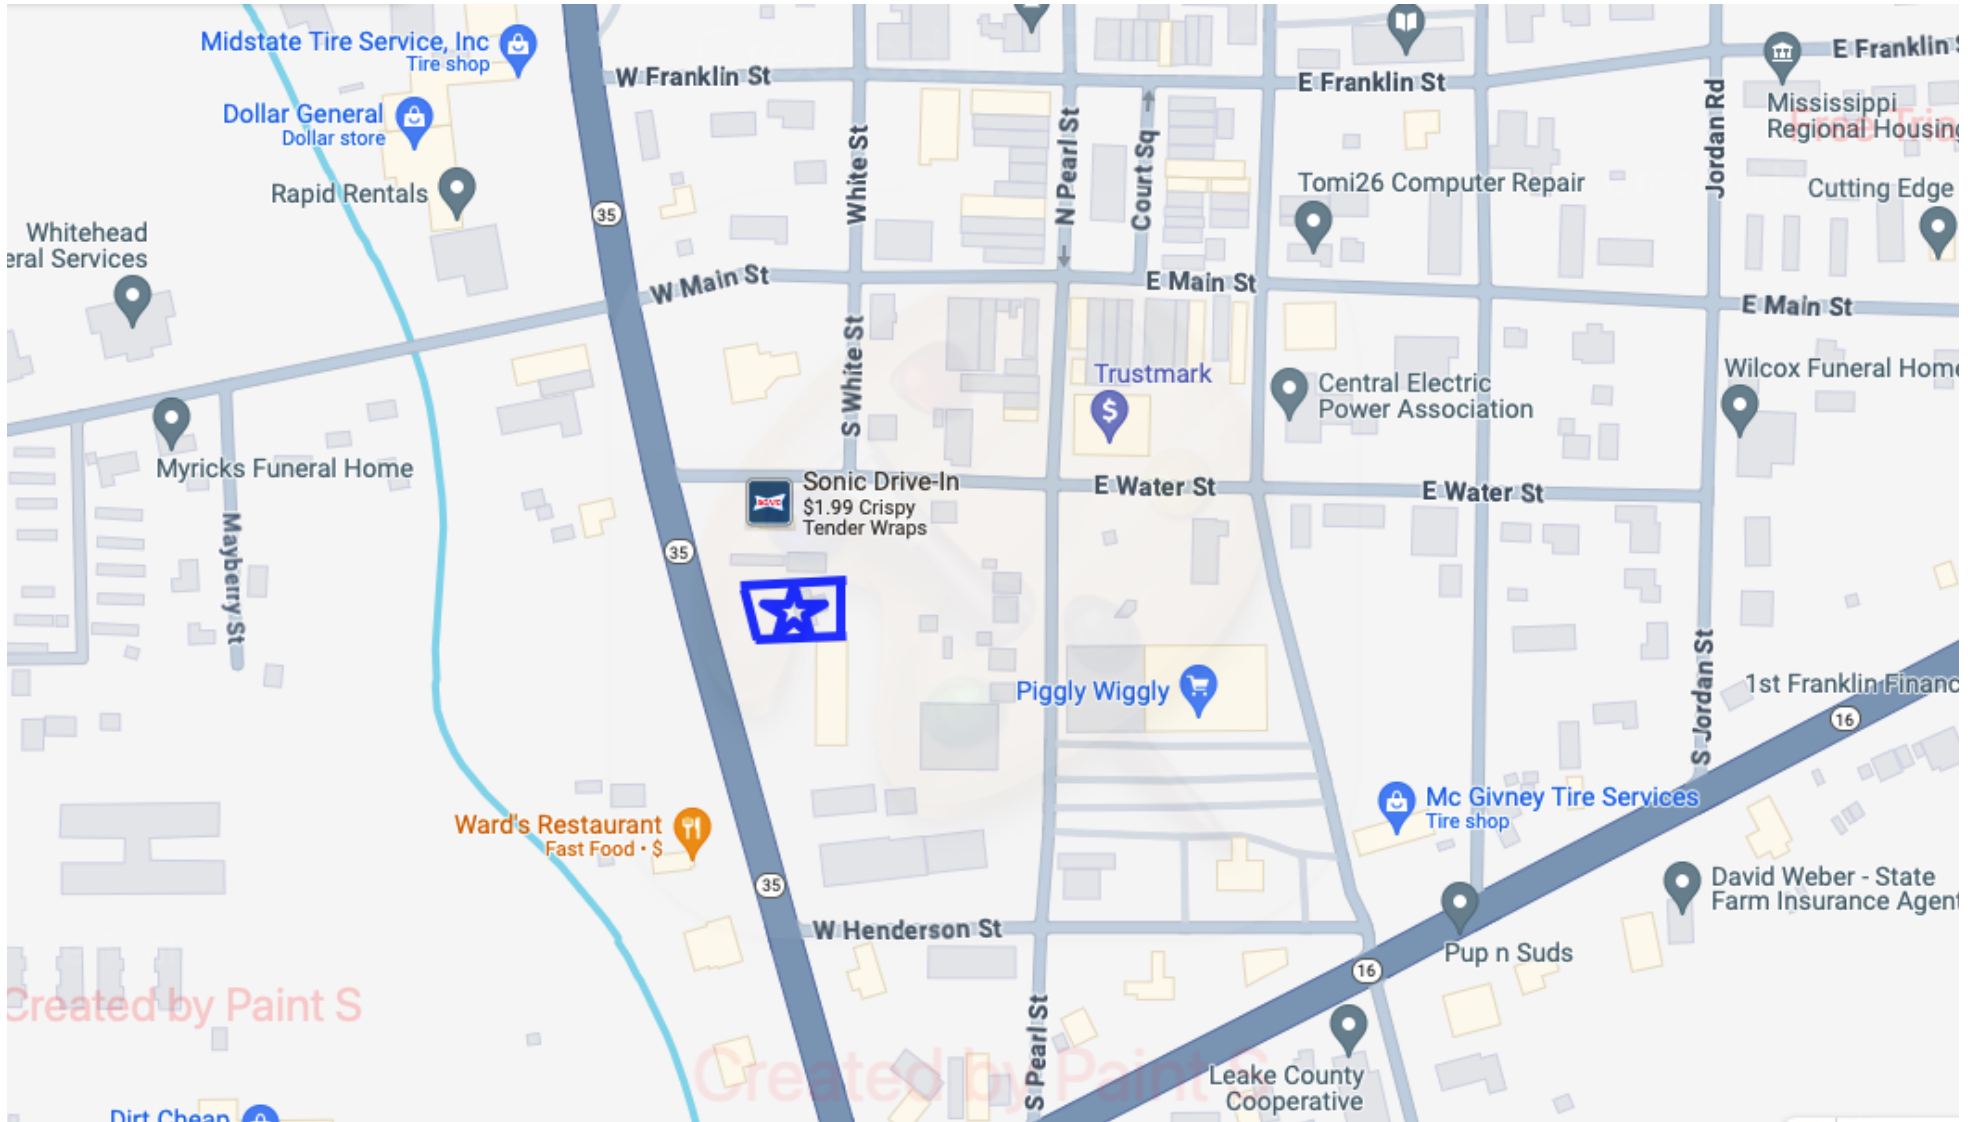 Midstate Tire Service, Inc
Tire shop
W Franklin St
E Franklin St
E Franklin S
Dollar General
Dollar store
Mississippi
Regional Housing
Free Tria
Jordan Rd
White St
N Pearl St
Court Sq
Rapid Rentals
35
Tomi26 Computer Repair
Cutting Edge
Whitehead
eral Services
W Main St
E Main St
E Main St
S White St
Trustmark
$
Central Electric
Power Association
Wilcox Funeral Home
Myricks Funeral Home
Sonic Drive-In
$1.99 Crispy
Tender Wraps
SONIC
E Water St
E Water St
Mayberry St
35
Piggly Wiggly
S Jordan St
1st Franklin Financ
16
Ward's Restaurant
Fast Food • $
Mc Givney Tire Services
Tire shop
35
David Weber - State
Farm Insurance Agent
W Henderson St
Pup n Suds
16
Created by Paint S
Created by Paint S
S Pearl St
Leake County
Cooperative
Dirt Cheap